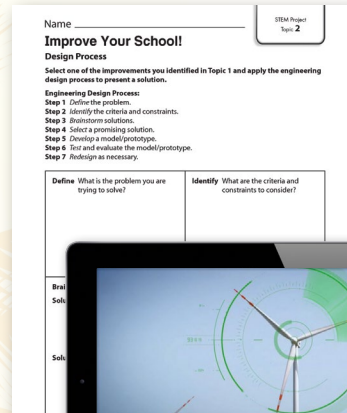 Name
STEM Project
Topic 2
Improve Your School!
Design Process
Select one of the improvements you identified in Topic 1 and apply the engineering
design process to present a solution.
Engineering Design Process:
Step 1 Define the problem.
Step 2 Identify the criteria and constraints.
Step 3 Brainstorm solutions.
Step 4 Select a promising solution.
Step 5 Develop a model/prototype.
Step 6 Test and evaluate the model/prototype.
Step 7 Redesign as necessary.
Define What is the problem you are
trying to solve?
Identify What are the criteria and
constraints to consider?
Brai
Solu
Solu